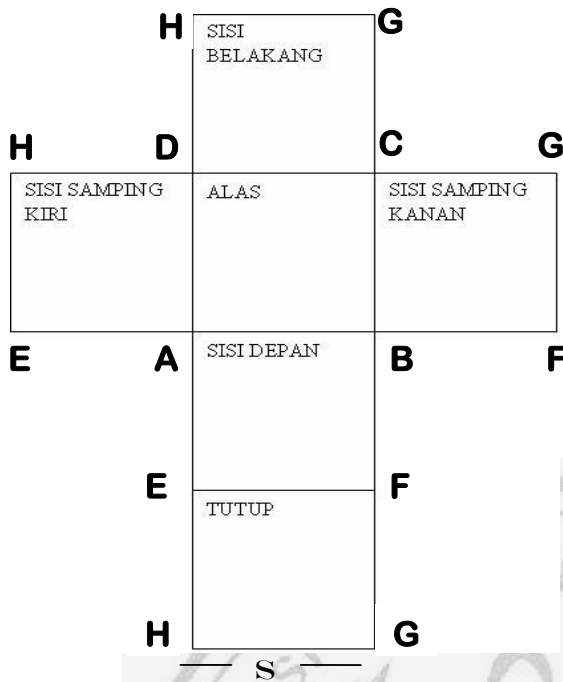 H G
SISI
BELAKANG
H D C G
SISI SAMPING
KIRI
ALAS
SISI SAMPING
KANAN
E A B F
SISI DEPAN
E F
TUTUP
H G
S